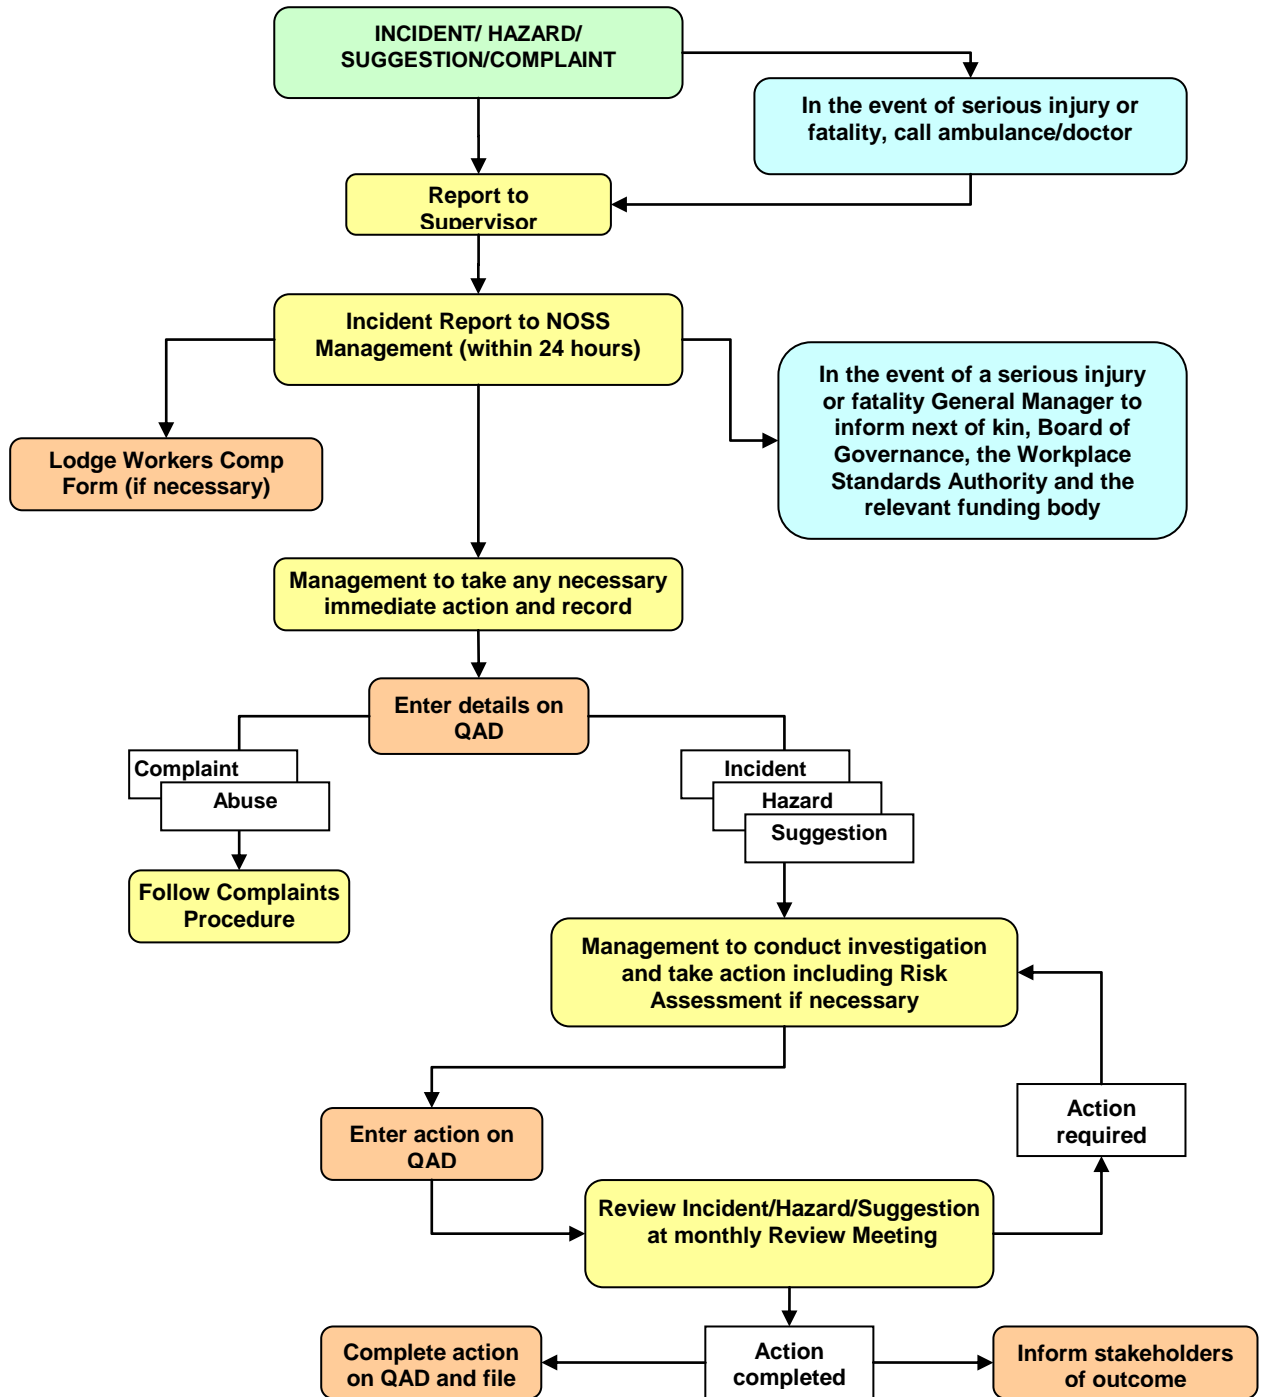 INCIDENT/ HAZARD/
SUGGESTION/COMPLAINT
In the event of serious injury or
fatality, call ambulance/doctor
Report to
Supervisor
Incident Report to NOSS
Management (within 24 hours)
In the event of a serious injury
or fatality General Manager to
inform next of kin, Board of
Governance, the Workplace
Standards Authority and the
relevant funding body
Lodge Workers Comp
Form (if necessary)
Management to take any necessary
immediate action and record
Enter details on
QAD
Complaint
Abuse
Incident
Hazard
Suggestion
Follow Complaints
Procedure
Management to conduct investigation
and take action including Risk
Assessment if necessary
Action
required
Enter action on
QAD
Review Incident/Hazard/Suggestion
at monthly Review Meeting
Complete action
on QAD and file
Action
completed
Inform stakeholders
of outcome